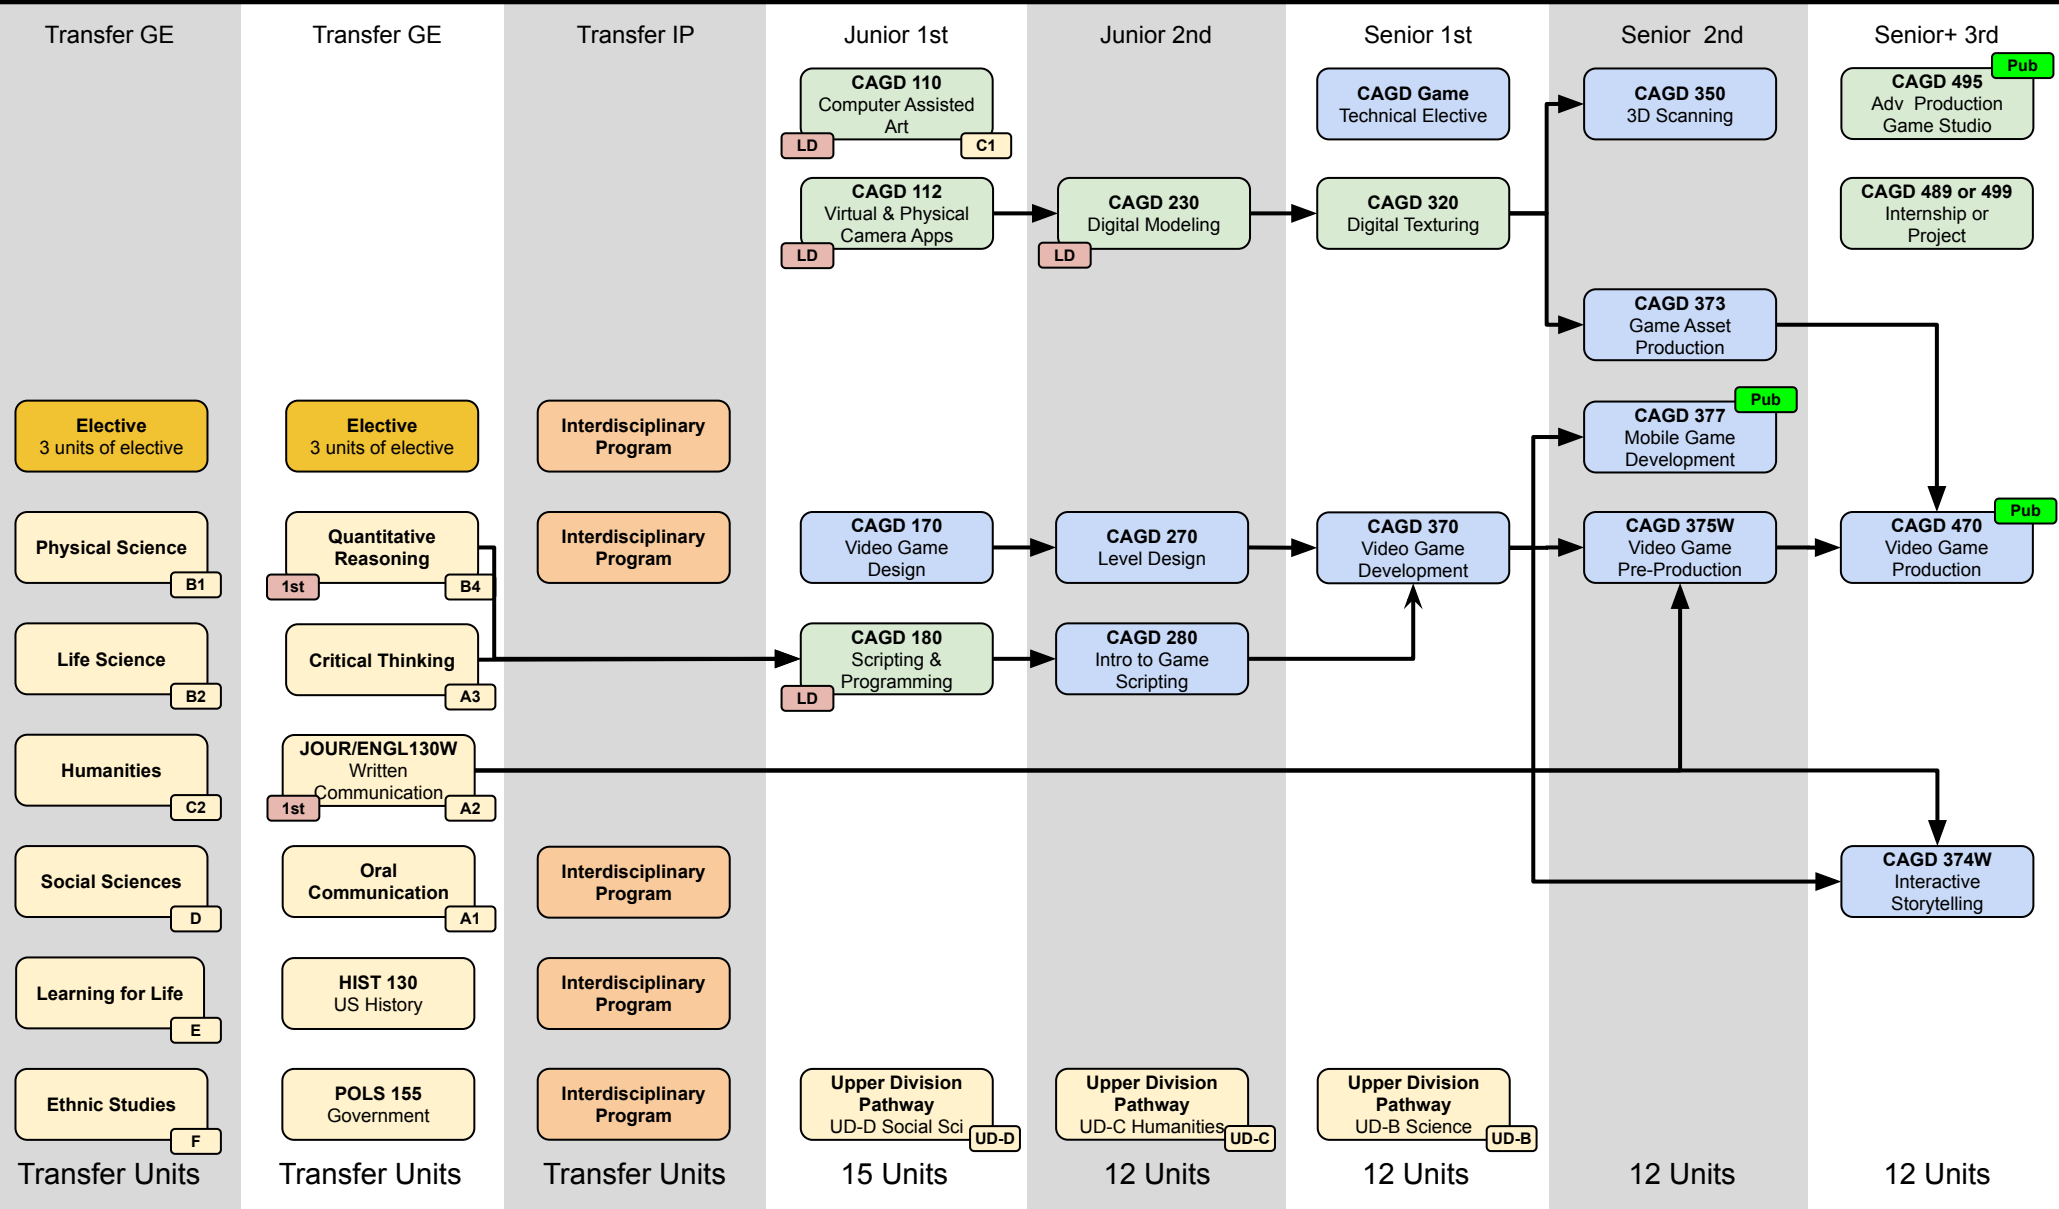 Transfer GE
Transfer GE
Transfer IP
Junior 1st
Junior 2nd
Senior 1st
Senior 2nd
Senior+ 3rd
CAGD 110
Computer Assisted
Art
LD
C1
CAGD Game
Technical Elective
CAGD 350
3D Scanning
Pub
CAGD 495
Adv Production
Game Studio
CAGD 112
Virtual & Physical
Camera Apps
LD
CAGD 230
Digital Modeling
LD
CAGD 320
Digital Texturing
CAGD 489 or 499
Internship or
Project
CAGD 373
Game Asset
Production
Elective
3 units of elective
Elective
3 units of elective
Interdisciplinary
Program
Pub
CAGD 377
Mobile Game
Development
Physical Science
B1
Quantitative
Reasoning
1st
B4
Interdisciplinary
Program
CAGD 170
Video Game
Design
CAGD 270
Level Design
CAGD 370
Video Game
Development
CAGD 375W
Video Game
Pre-Production
Pub
CAGD 470
Video Game
Production
Life Science
B2
Critical Thinking
A3
CAGD 180
Scripting &
Programming
LD
CAGD 280
Intro to Game
Scripting
Humanities
C2
JOUR/ENGL130W
Written
Communication
1st
A2
Social Sciences
D
Oral
Communication
A1
Interdisciplinary
Program
CAGD 374W
Interactive
Storytelling
Learning for Life
E
HIST 130
US History
Interdisciplinary
Program
Ethnic Studies
F
POLS 155
Government
Interdisciplinary
Program
Upper Division
Pathway
UD-D Social Sci
UD-D
Upper Division
Pathway
UD-C Humanities
UD-C
Upper Division
Pathway
UD-B Science
UD-B
Transfer Units
Transfer Units
Transfer Units
15 Units
12 Units
12 Units
12 Units
12 Units